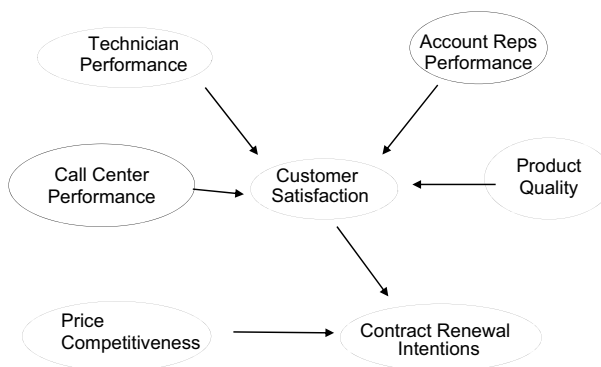 Technician
Performance
Account Reps
Performance
Call Center
Performance
Customer
Satisfaction
Product
Quality
Price
Competitiveness
Contract Renewal
Intentions